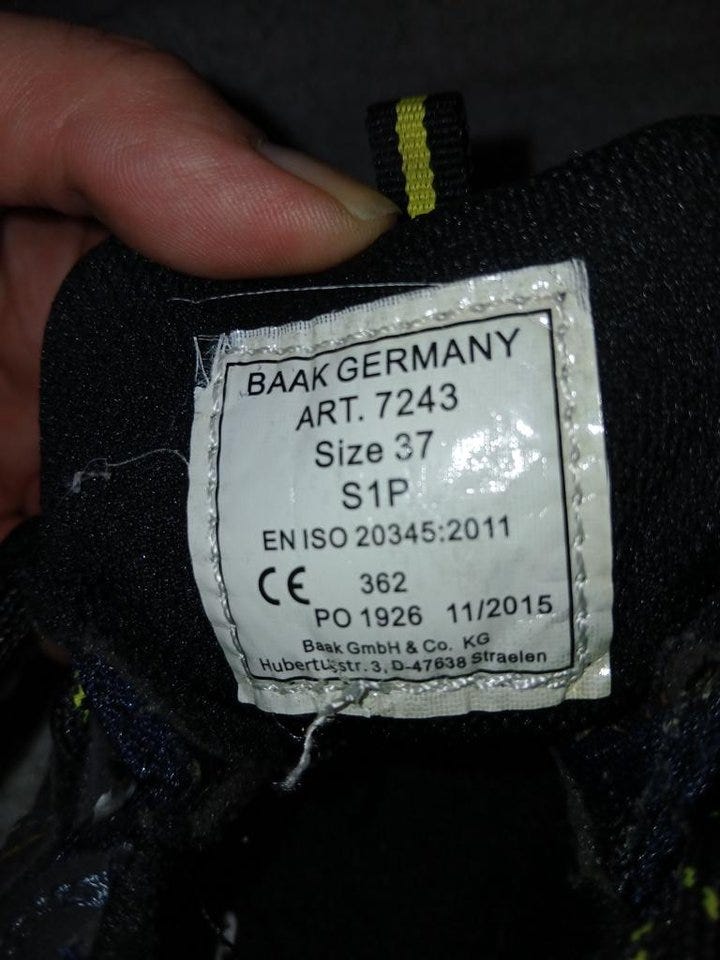 BAAK GERMANY
ART. 7243
Size 37
S1P
EN ISO 20345:2011
CE 362
PO 1926 11/2015
Baak GmbH & Co. KG
Hubertusstr. 3, D-47638 Straelen